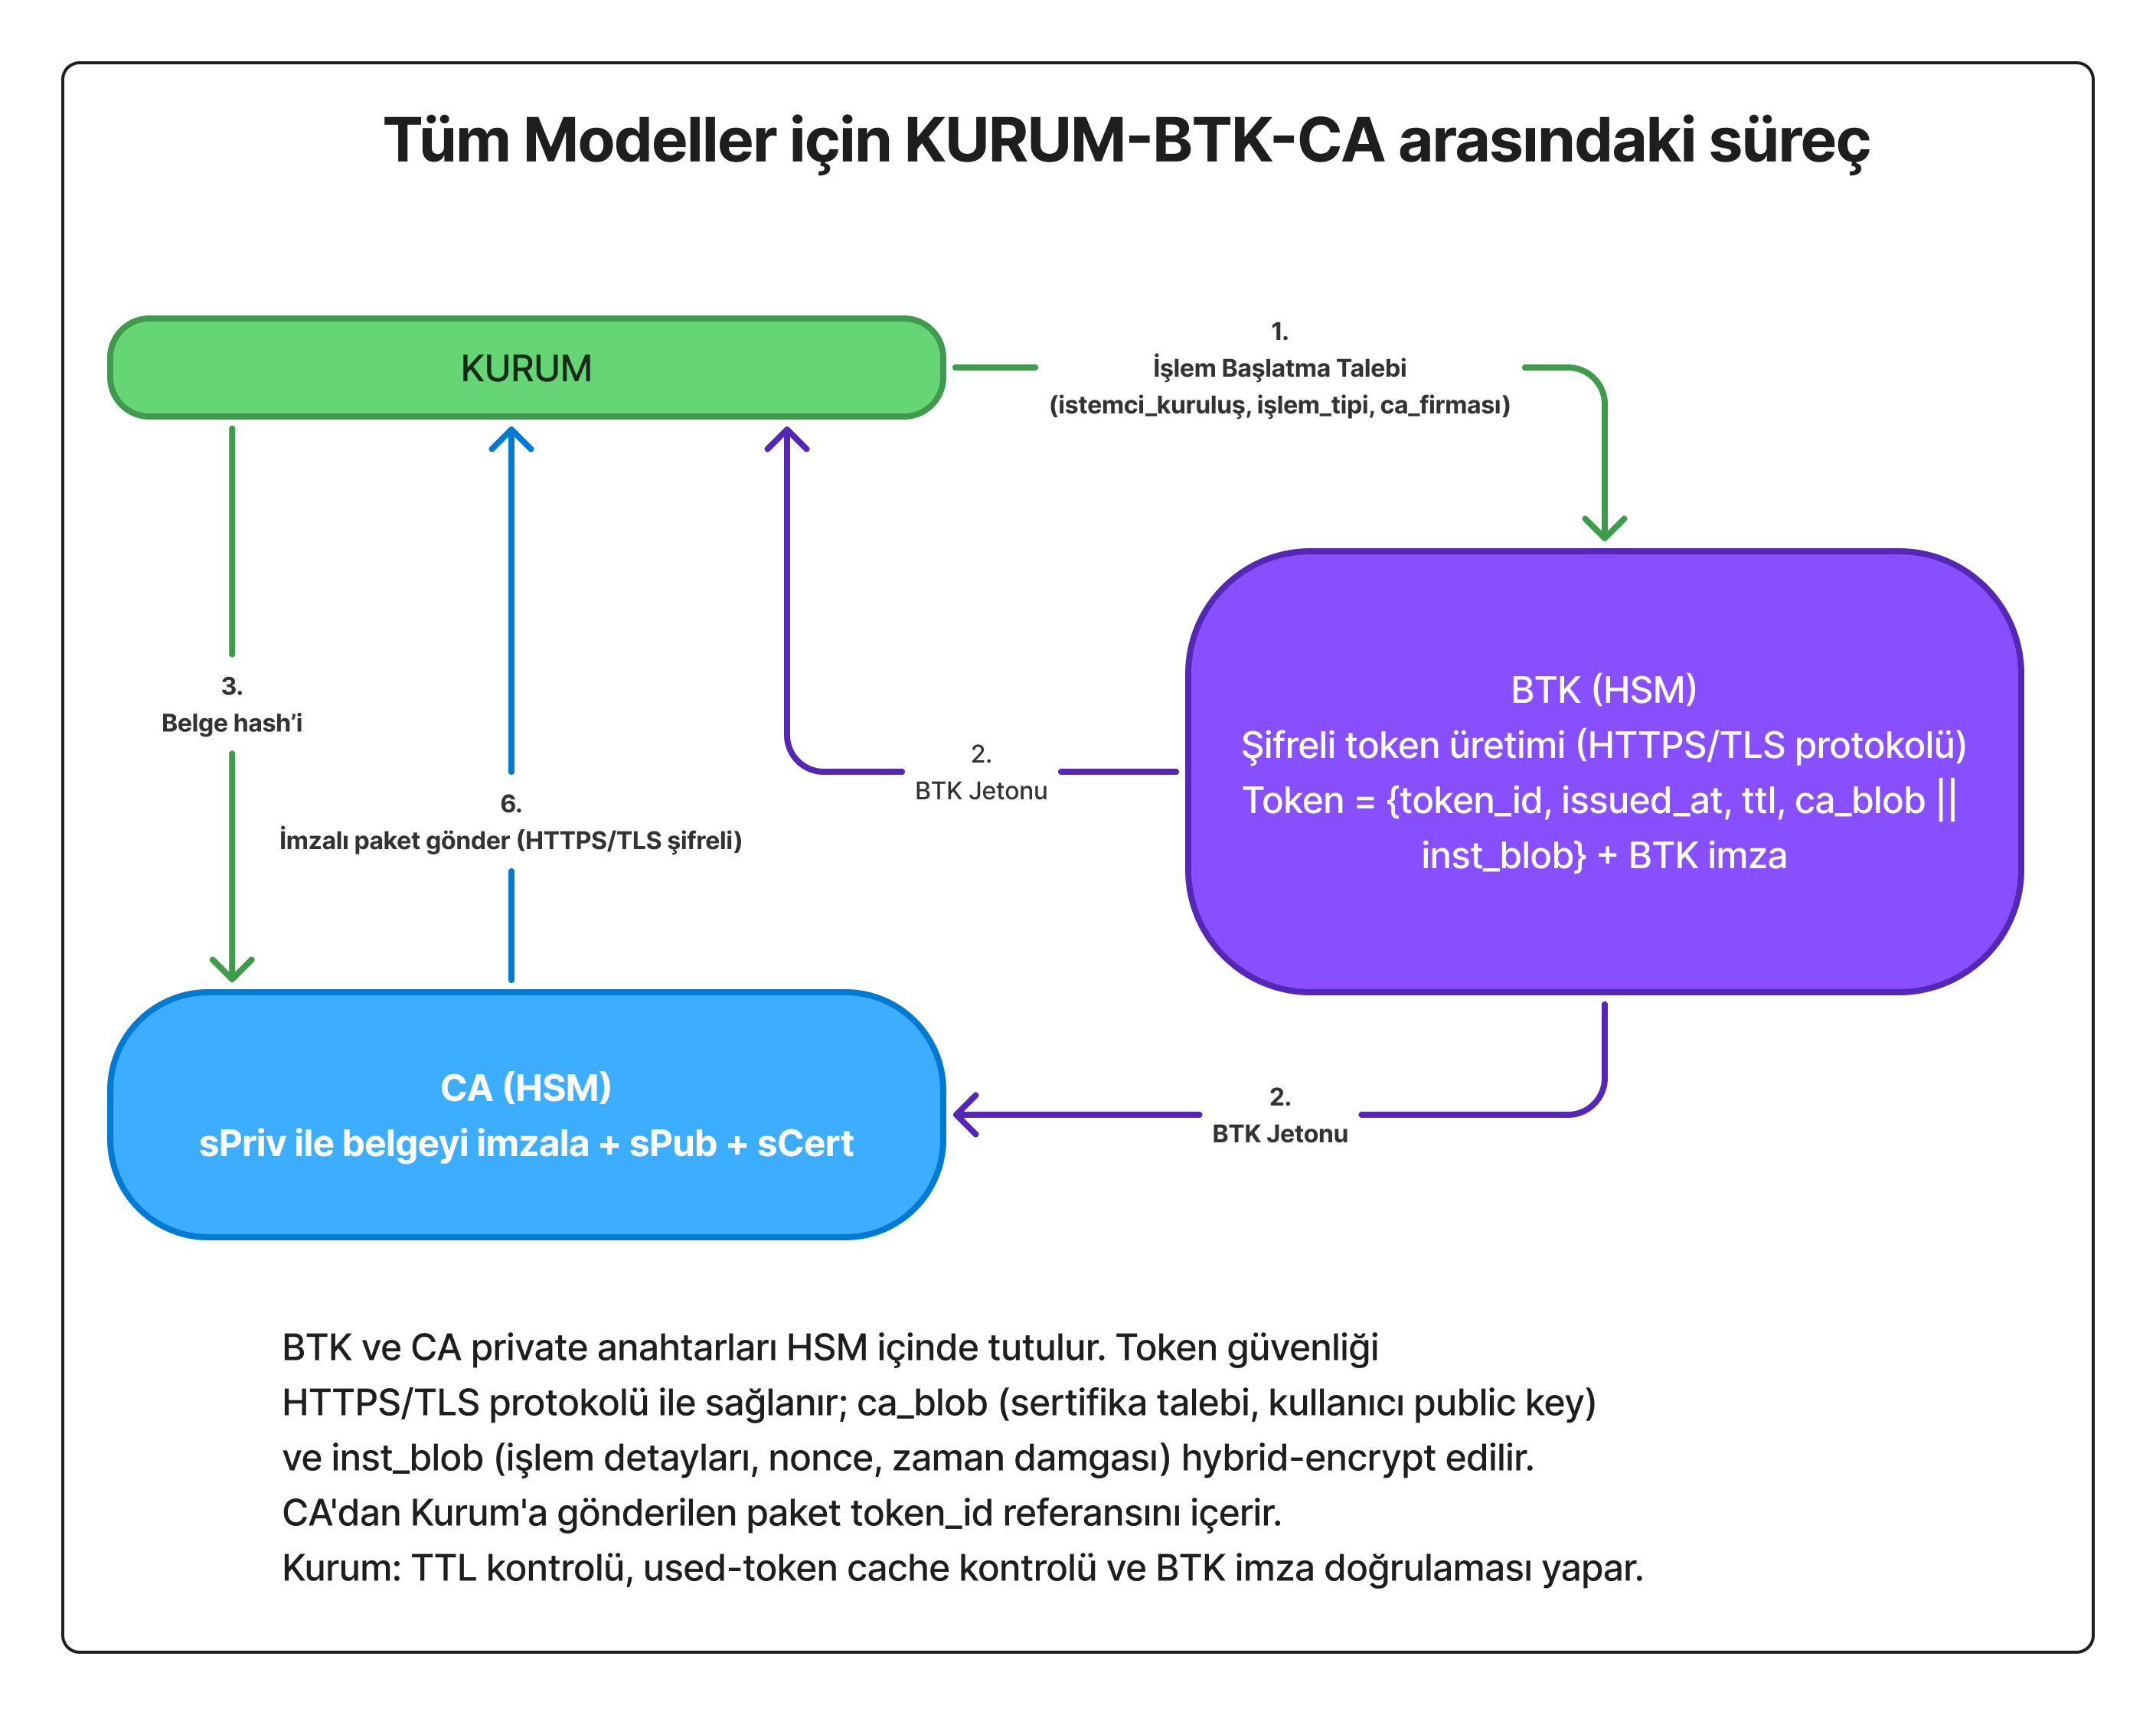 Tüm Modeller için KURUM-BTK-CA arasındaki süreç
KURUM
1.
İşlem Başlatma Talebi
(istemci_kuruluş, işlem_tipi, ca_firması)
3.
Belge hash’i
6.
İmzalı paket gönder (HTTPS/TLS şifreli)
2.
BTK Jetonu
BTK (HSM)
Şifreli token üretimi (HTTPS/TLS protokolü)
Token = {token_id, issued_at, ttl, ca_blob ||
inst_blob} + BTK imza
CA (HSM)
sPriv ile belgeyi imzala + sPub + sCert
2.
BTK Jetonu
BTK ve CA private anahtarları HSM içinde tutulur. Token güvenliği
HTTPS/TLS protokolü ile sağlanır; ca_blob (sertifika talebi, kullanıcı public key)
ve inst_blob (işlem detayları, nonce, zaman damgası) hybrid-encrypt edilir.
CA'dan Kurum'a gönderilen paket token_id referansını içerir.
Kurum: TTL kontrolü, used-token cache kontrolü ve BTK imza doğrulaması yapar.